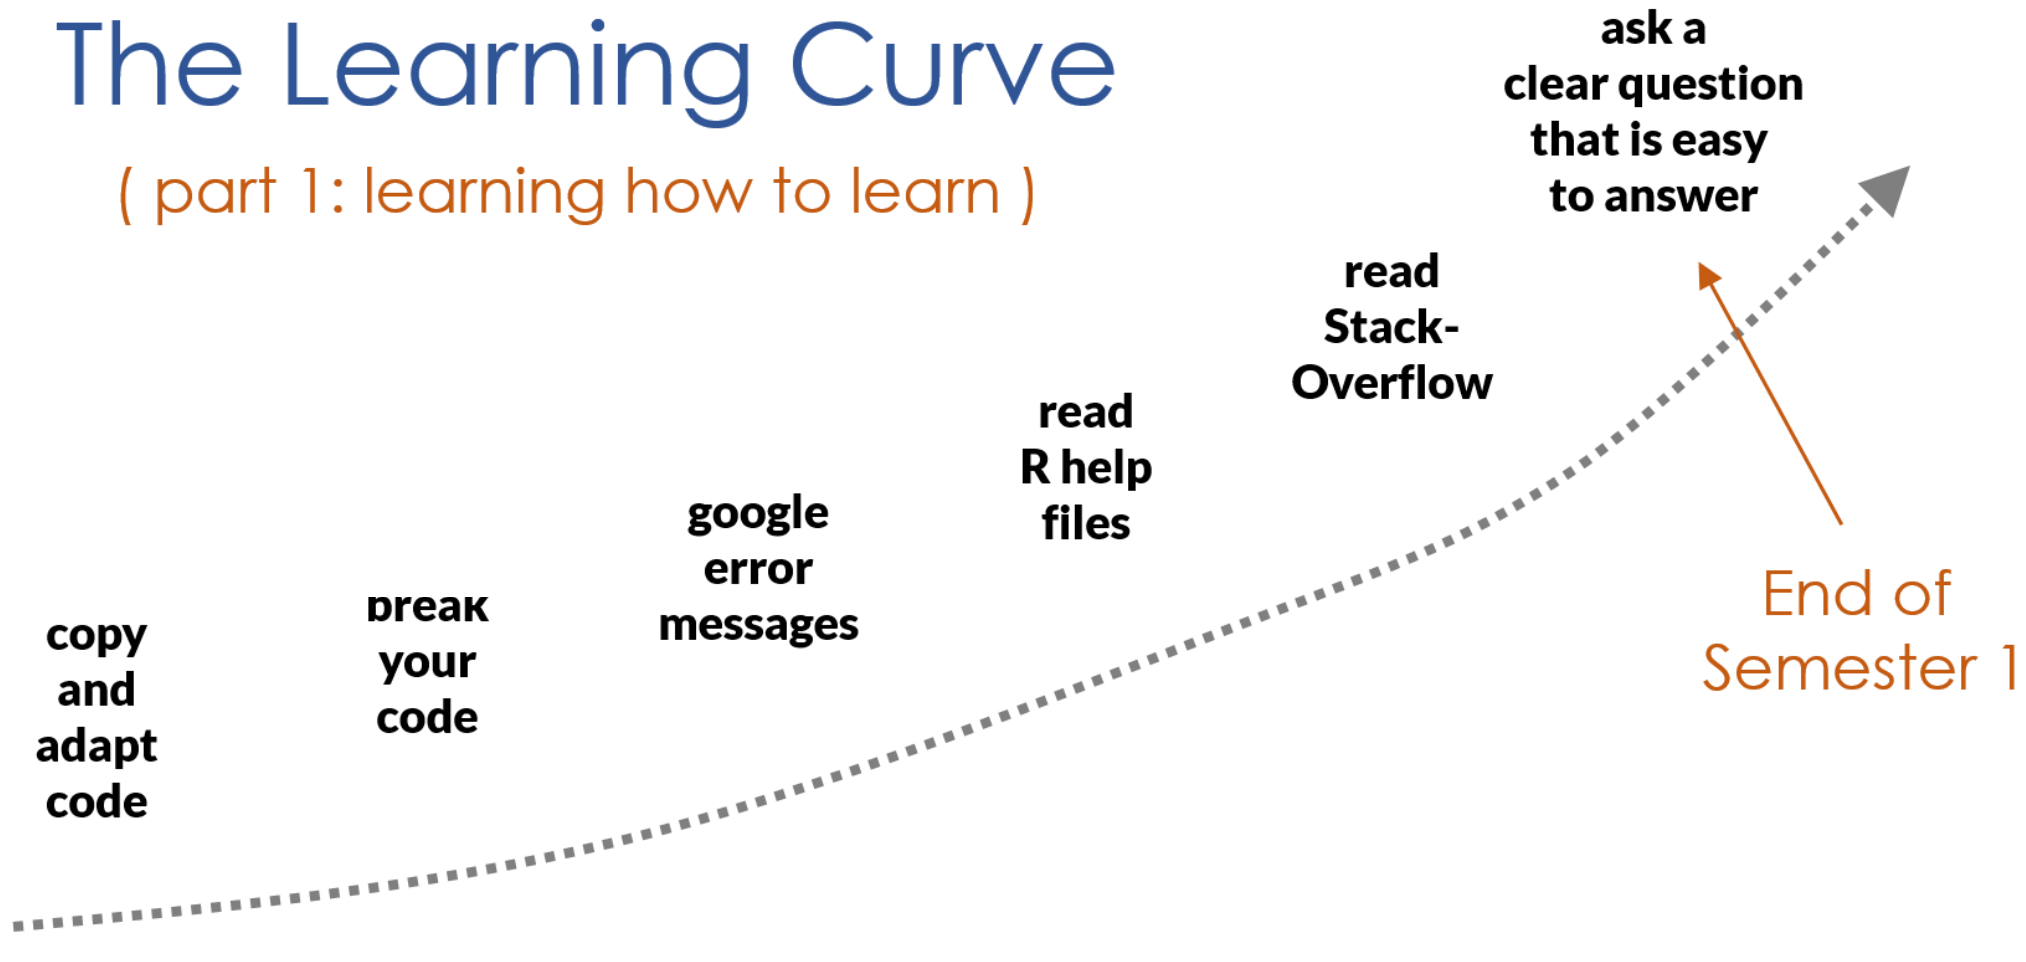 The Learning Curve
( part 1: learning how to learn )
copy
and
adapt
code
break
your
code
google
error
messages
read
R help
files
read
Stack-
Overflow
ask a
clear question
that is easy
to answer
End of
Semester 1